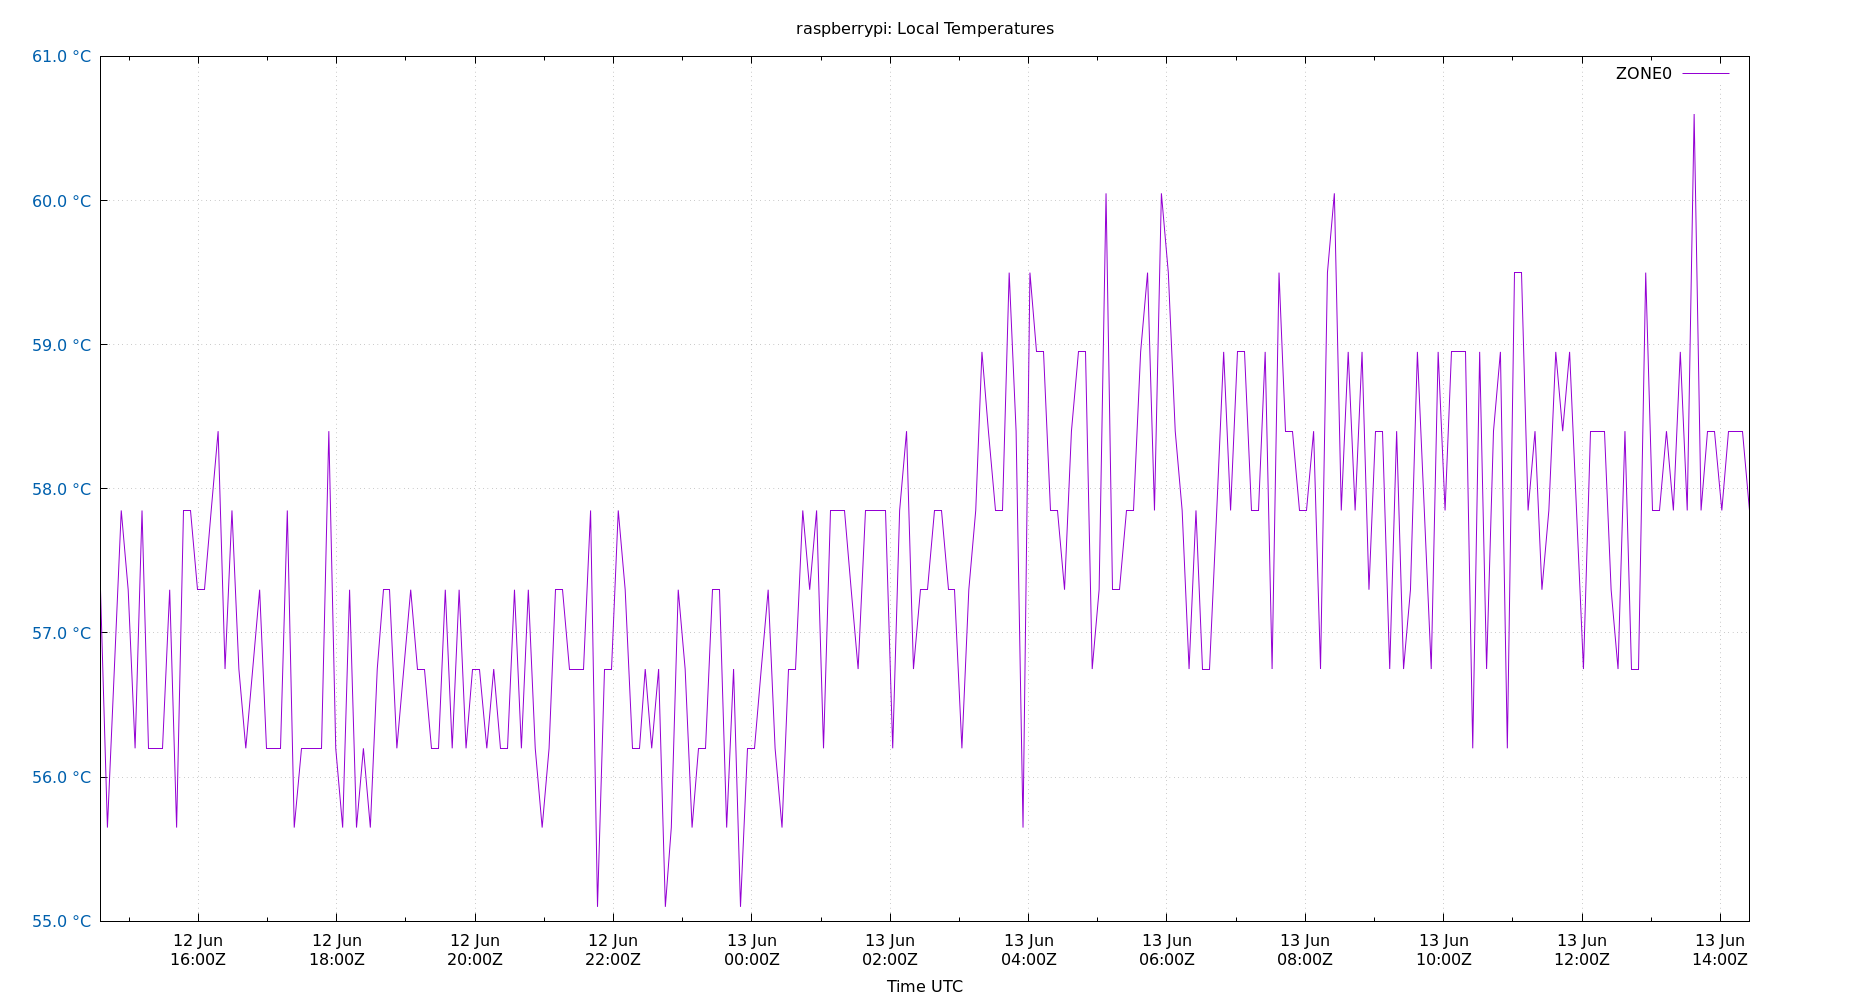 raspberrypi: Local Temperatures
61.0 °C
ZONE0
60.0 °C
59.0 °C
58.0 °C
57.0 °C
56.0 °C
55.0 °C
12 Jun 12 Jun 12 Jun 12 Jun 13 Jun 13 Jun 13 Jun 13 Jun 13 Jun 13 Jun 13 Jun 13 Jun
16:00Z 18:00Z 20:00Z 22:00Z 00:00Z 02:00Z 04:00Z 06:00Z 08:00Z 10:00Z 12:00Z 14:00Z
Time UTC